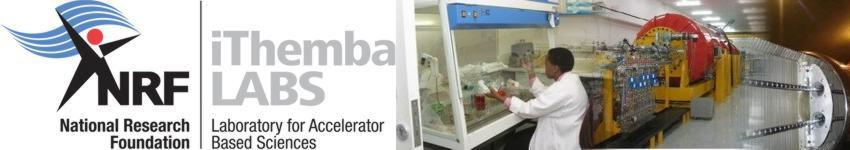 NRF
National Research
Foundation
iThemba
LABS
Laboratory for Accelerator
Based Sciences